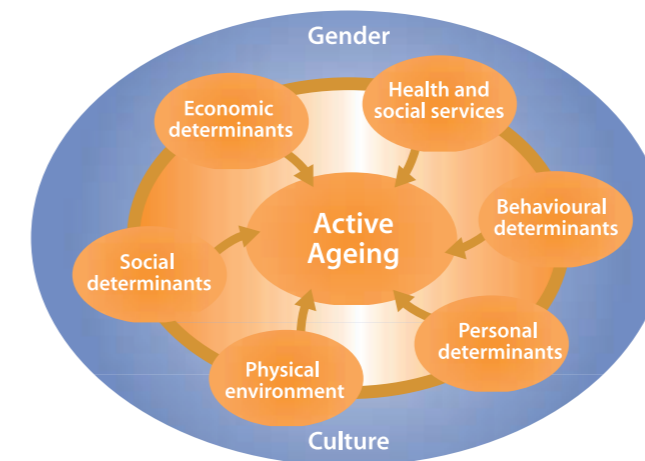 Gender
Economic
determinants
Health and
social services
Active
Ageing
Behavioural
determinants
Social
determinants
Personal
determinants
Physical
environment
Culture